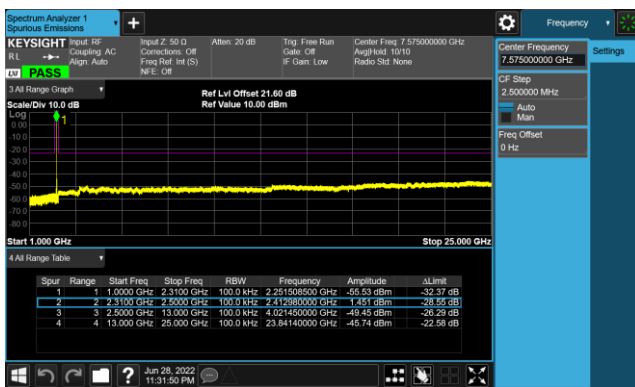 Spectrum Analyzer 1
Spurious Emissions
Frequency
KEYSIGHT
RL
LXI PASS
Input: RF
Coupling: AC
Align: Auto
Input Z: 50 Ω
Corrections: Off
Freq Ref: Int (S)
NFE: Off
Atten: 20 dB
Trig: Free Run
Gate: Off
IF Gain: Low
Center Freq: 7.575000000 GHz
Avg|Hold: 10/10
Radio Std: None
Center Frequency
7.575000000 GHz
Settings
CF Step
2.500000 MHz
Auto
Man
Freq Offset
0 Hz
3 All Range Graph
Scale/Div 10.0 dB
Ref Lvl Offset 21.60 dB
Ref Value 10.00 dBm
Log
1
0.00
-10.0
-20.0
-30.0
-40.0
-50.0
-60.0
-70.0
-80.0
Start 1.000 GHz Stop 25.000 GHz
4 All Range Table
Spur Range Start Freq Stop Freq RBW Frequency Amplitude ΔLimit
1 1 1.0000 GHz 2.3100 GHz 100.0 kHz 2.251508500 GHz -55.53 dBm -32.37 dB
2 2 2.3100 GHz 2.5000 GHz 100.0 kHz 2.412980000 GHz 1.451 dBm -28.55 dB
3 3 2.5000 GHz 13.000 GHz 100.0 kHz 4.021450000 GHz -49.45 dBm -26.29 dB
4 4 13.000 GHz 25.000 GHz 100.0 kHz 23.84140000 GHz -45.74 dBm -22.58 dB
Jun 28, 2022
11:31:50 PM